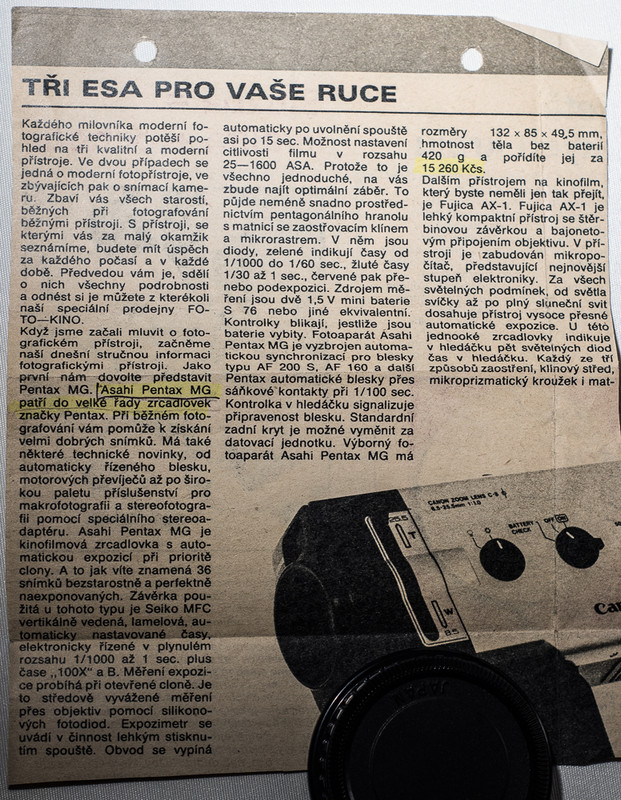 TŘI ESA PRO VAŠE RUCE
Každého milovníka moderní fo-
tografické techniky potěší po-
hled na tři kvalitní a moderní
přístroje. Ve dvou případech se
jedná o moderní fotopřístroje, ve
zbývajících pak o snímací kame-
ru. Zbaví vás všech starostí,
běžných při fotografování
běžnými přístroji. S přístroji, se
kterými vás za malý okamžik
seznámíme, budete mít úspěch
za každého počasí a v každé
době. Předvedou vám je, sdělí
o nich všechny podrobnosti
a odnést si je můžete z kterékoli
naší speciální prodejny FO-
TO—KINO.
Když jsme začali mluvit o foto-
grafickém přístroji, začněme
naši dnešní stručnou informaci
fotografickými přístroji. Jako
první nám dovolte představit
Pentax MG. Asahi Pentax MG
patří do velké řady zrcadlovek
značky Pentax. Při běžném foto-
grafování vám pomůže k získání
velmi dobrých snímků. Má také
některé technické novinky, od
automaticky řízeného blesku,
motorových převíječů až po širo-
kou paletu příslušenství pro
makrofotografii a stereofotogra-
fii pomocí speciálního stereoa-
daptéru. Asahi Pentax MG je
kinofilmová zrcadlovka s auto-
matickou expozicí při prioritě
clony. A to jak víte znamená 36
snímků bezstarostně a perfektně
naexponovaných. Závěrka pou-
žitá u tohoto typu je Seiko MFC
vertikálně vedená, lamelová, au-
tomaticky nastavované časy,
elektronicky řízené v plynulém
rozsahu 1/1000 až 1 sec. plus
čase „100X“ a B. Měření expozi-
ce probíhá při otevřené cloně. Je
to středově vyvážené měření
přes objektiv pomocí silikono-
vých fotodiod. Expozimetr se
uvádí v činnost lehkým stisknu-
tím spouště. Obvod se vypíná
automaticky po uvolnění spouště
asi po 15 sec. Možnost nastavení
citlivosti filmu v rozsahu
25—1600 ASA. Protože to je
všechno jednoduché, na vás
zbude najít optimální záběr. To
půjde neméně snadno prostřed-
nictvím pentagonálního hranolu
s matnicí se zaostřovacím klínem
a mikrorastrem. V něm jsou
diody, zelené indikují časy od
1/1000 do 1/60 sec., žluté časy
1/30 až 1 sec., červené pak pře-
nebo podexpozici. Zdrojem mě-
ření jsou dvě 1,5 V mini baterie
S 76 nebo jiné ekvivalentní.
Kontrolky blikají, jestliže jsou
baterie vybity. Fotoaparát Asahi
Pentax MG je vyzbrojen automa-
tickou synchronizací pro blesky
typu AF 200 S, AF 160 a další
Pentax automatické blesky přes
sáňkové kontakty při 1/100 sec.
Kontrolka v hledáčku signalizuje
připravenost blesku. Standardní
zadní kryt je možné vyměnit za
datovací jednotku. Výborný fo-
toaparát Asahi Pentax MG má
rozměry 132 × 85 × 49,5 mm,
hmotnost těla bez baterií
420 g a pořídíte jej za
15 260 Kčs.
Dalším přístrojem na kinofilm,
který byste neměli jen tak přejít,
je Fujica AX-1. Fujica AX-1 je
lehký kompaktní přístroj se štěr-
binovou závěrkou a bajoneto-
vým připojením objektivu. V pří-
stroji je zabudován mikropo-
čítač, představující nejnovější
stupeň elektroniky. Za všech
světelných podmínek, od světla
svíčky až po plný sluneční svit
dosahuje přístroj vysoce přesné
automatické expozice. U této
jednooké zrcadlovky indikuje
v hledáčku pět světelných diod
čas v hledáčku. Každý ze tří
způsobů zaostření, klínový střed,
mikroprizmatický kroužek i mat-
CANON ZOOM LENS C-8
8.5-25.5mm 1:1.0
25.5
T
W
8.5
BATTERY
CHECK
OFF
Can